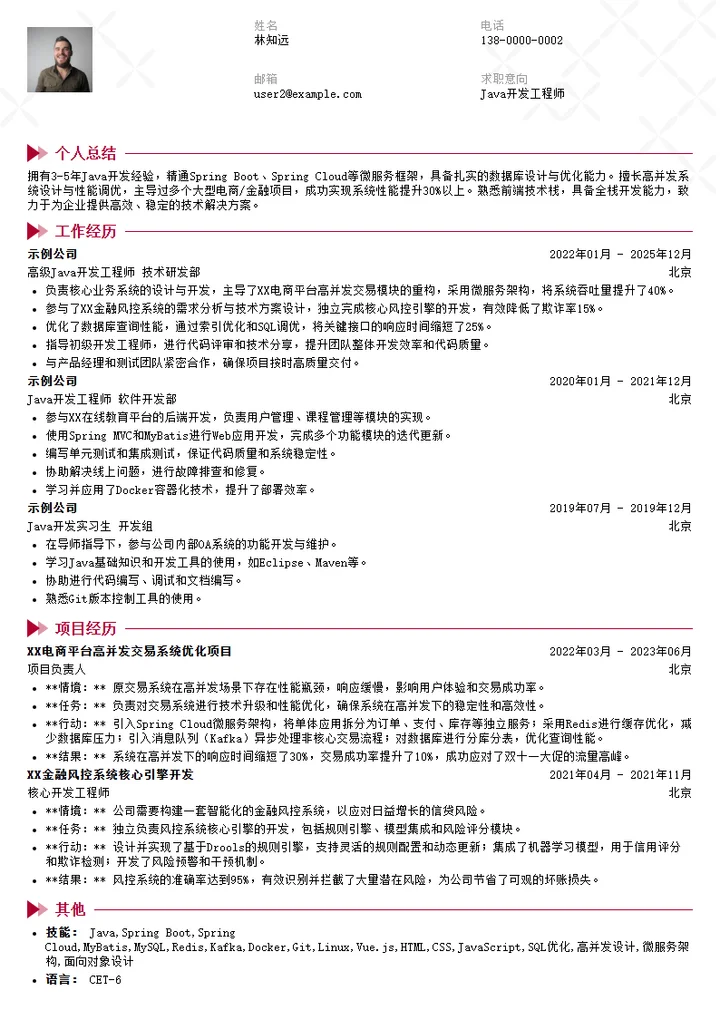 姓名
林知远
电话
138-0000-0002
邮箱
user2@example.com
求职意向
Java开发工程师
个人总结
拥有3-5年Java开发经验，精通Spring Boot、Spring Cloud等微服务框架，具备扎实的数据库设计与优化能力。擅长高并发系
统设计与性能调优，主导过多个大型电商/金融项目，成功实现系统性能提升30%以上。熟悉前端技术栈，具备全栈开发能力，致
力于为企业提供高效、稳定的技术解决方案。
工作经历
示例公司 2022年01月 - 2025年12月
高级Java开发工程师 技术研发部 北京
• 负责核心业务系统的设计与开发，主导了XX电商平台高并发交易模块的重构，采用微服务架构，将系统吞吐量提升了40%。
• 参与了XX金融风控系统的需求分析与技术方案设计，独立完成核心风控引擎的开发，有效降低了欺诈率15%。
• 优化了数据库查询性能，通过索引优化和SQL调优，将关键接口的响应时间缩短了25%。
• 指导初级开发工程师，进行代码评审和技术分享，提升团队整体开发效率和代码质量。
• 与产品经理和测试团队紧密合作，确保项目按时高质量交付。
示例公司 2020年01月 - 2021年12月
Java开发工程师 软件开发部 北京
• 参与XX在线教育平台的后端开发，负责用户管理、课程管理等模块的实现。
• 使用Spring MVC和MyBatis进行Web应用开发，完成多个功能模块的迭代更新。
• 编写单元测试和集成测试，保证代码质量和系统稳定性。
• 协助解决线上问题，进行故障排查和修复。
• 学习并应用了Docker容器化技术，提升了部署效率。
示例公司 2019年07月 - 2019年12月
Java开发实习生 开发组 北京
• 在导师指导下，参与公司内部OA系统的功能开发与维护。
• 学习Java基础知识和开发工具的使用，如Eclipse、Maven等。
• 协助进行代码编写、调试和文档编写。
• 熟悉Git版本控制工具的使用。
项目经历
XX电商平台高并发交易系统优化项目 2022年03月 - 2023年06月
项目负责人 北京
• **情境：** 原交易系统在高并发场景下存在性能瓶颈，响应缓慢，影响用户体验和交易成功率。
• **任务：** 负责对交易系统进行技术升级和性能优化，确保系统在高并发下的稳定性和高效性。
• **行动：** 引入Spring Cloud微服务架构，将单体应用拆分为订单、支付、库存等独立服务；采用Redis进行缓存优化，减
少数据库压力；引入消息队列（Kafka）异步处理非核心交易流程；对数据库进行分库分表，优化查询性能。
• **结果：** 系统在高并发下的响应时间缩短了30%，交易成功率提升了10%，成功应对了双十一大促的流量高峰。
XX金融风控系统核心引擎开发 2021年04月 - 2021年11月
核心开发工程师 北京
• **情境：** 公司需要构建一套智能化的金融风控系统，以应对日益增长的信贷风险。
• **任务：** 独立负责风控系统核心引擎的开发，包括规则引擎、模型集成和风险评分模块。
• **行动：** 设计并实现了基于Drools的规则引擎，支持灵活的规则配置和动态更新；集成了机器学习模型，用于信用评分
和欺诈检测；开发了风险预警和干预机制。
• **结果：** 风控系统的准确率达到95%，有效识别并拦截了大量潜在风险，为公司节省了可观的坏账损失。
其他
• 技能： Java,Spring Boot,Spring
Cloud,MyBatis,MySQL,Redis,Kafka,Docker,Git,Linux,Vue.js,HTML,CSS,JavaScript,SQL优化,高并发设计,微服务架
构,面向对象设计
• 语言： CET-6